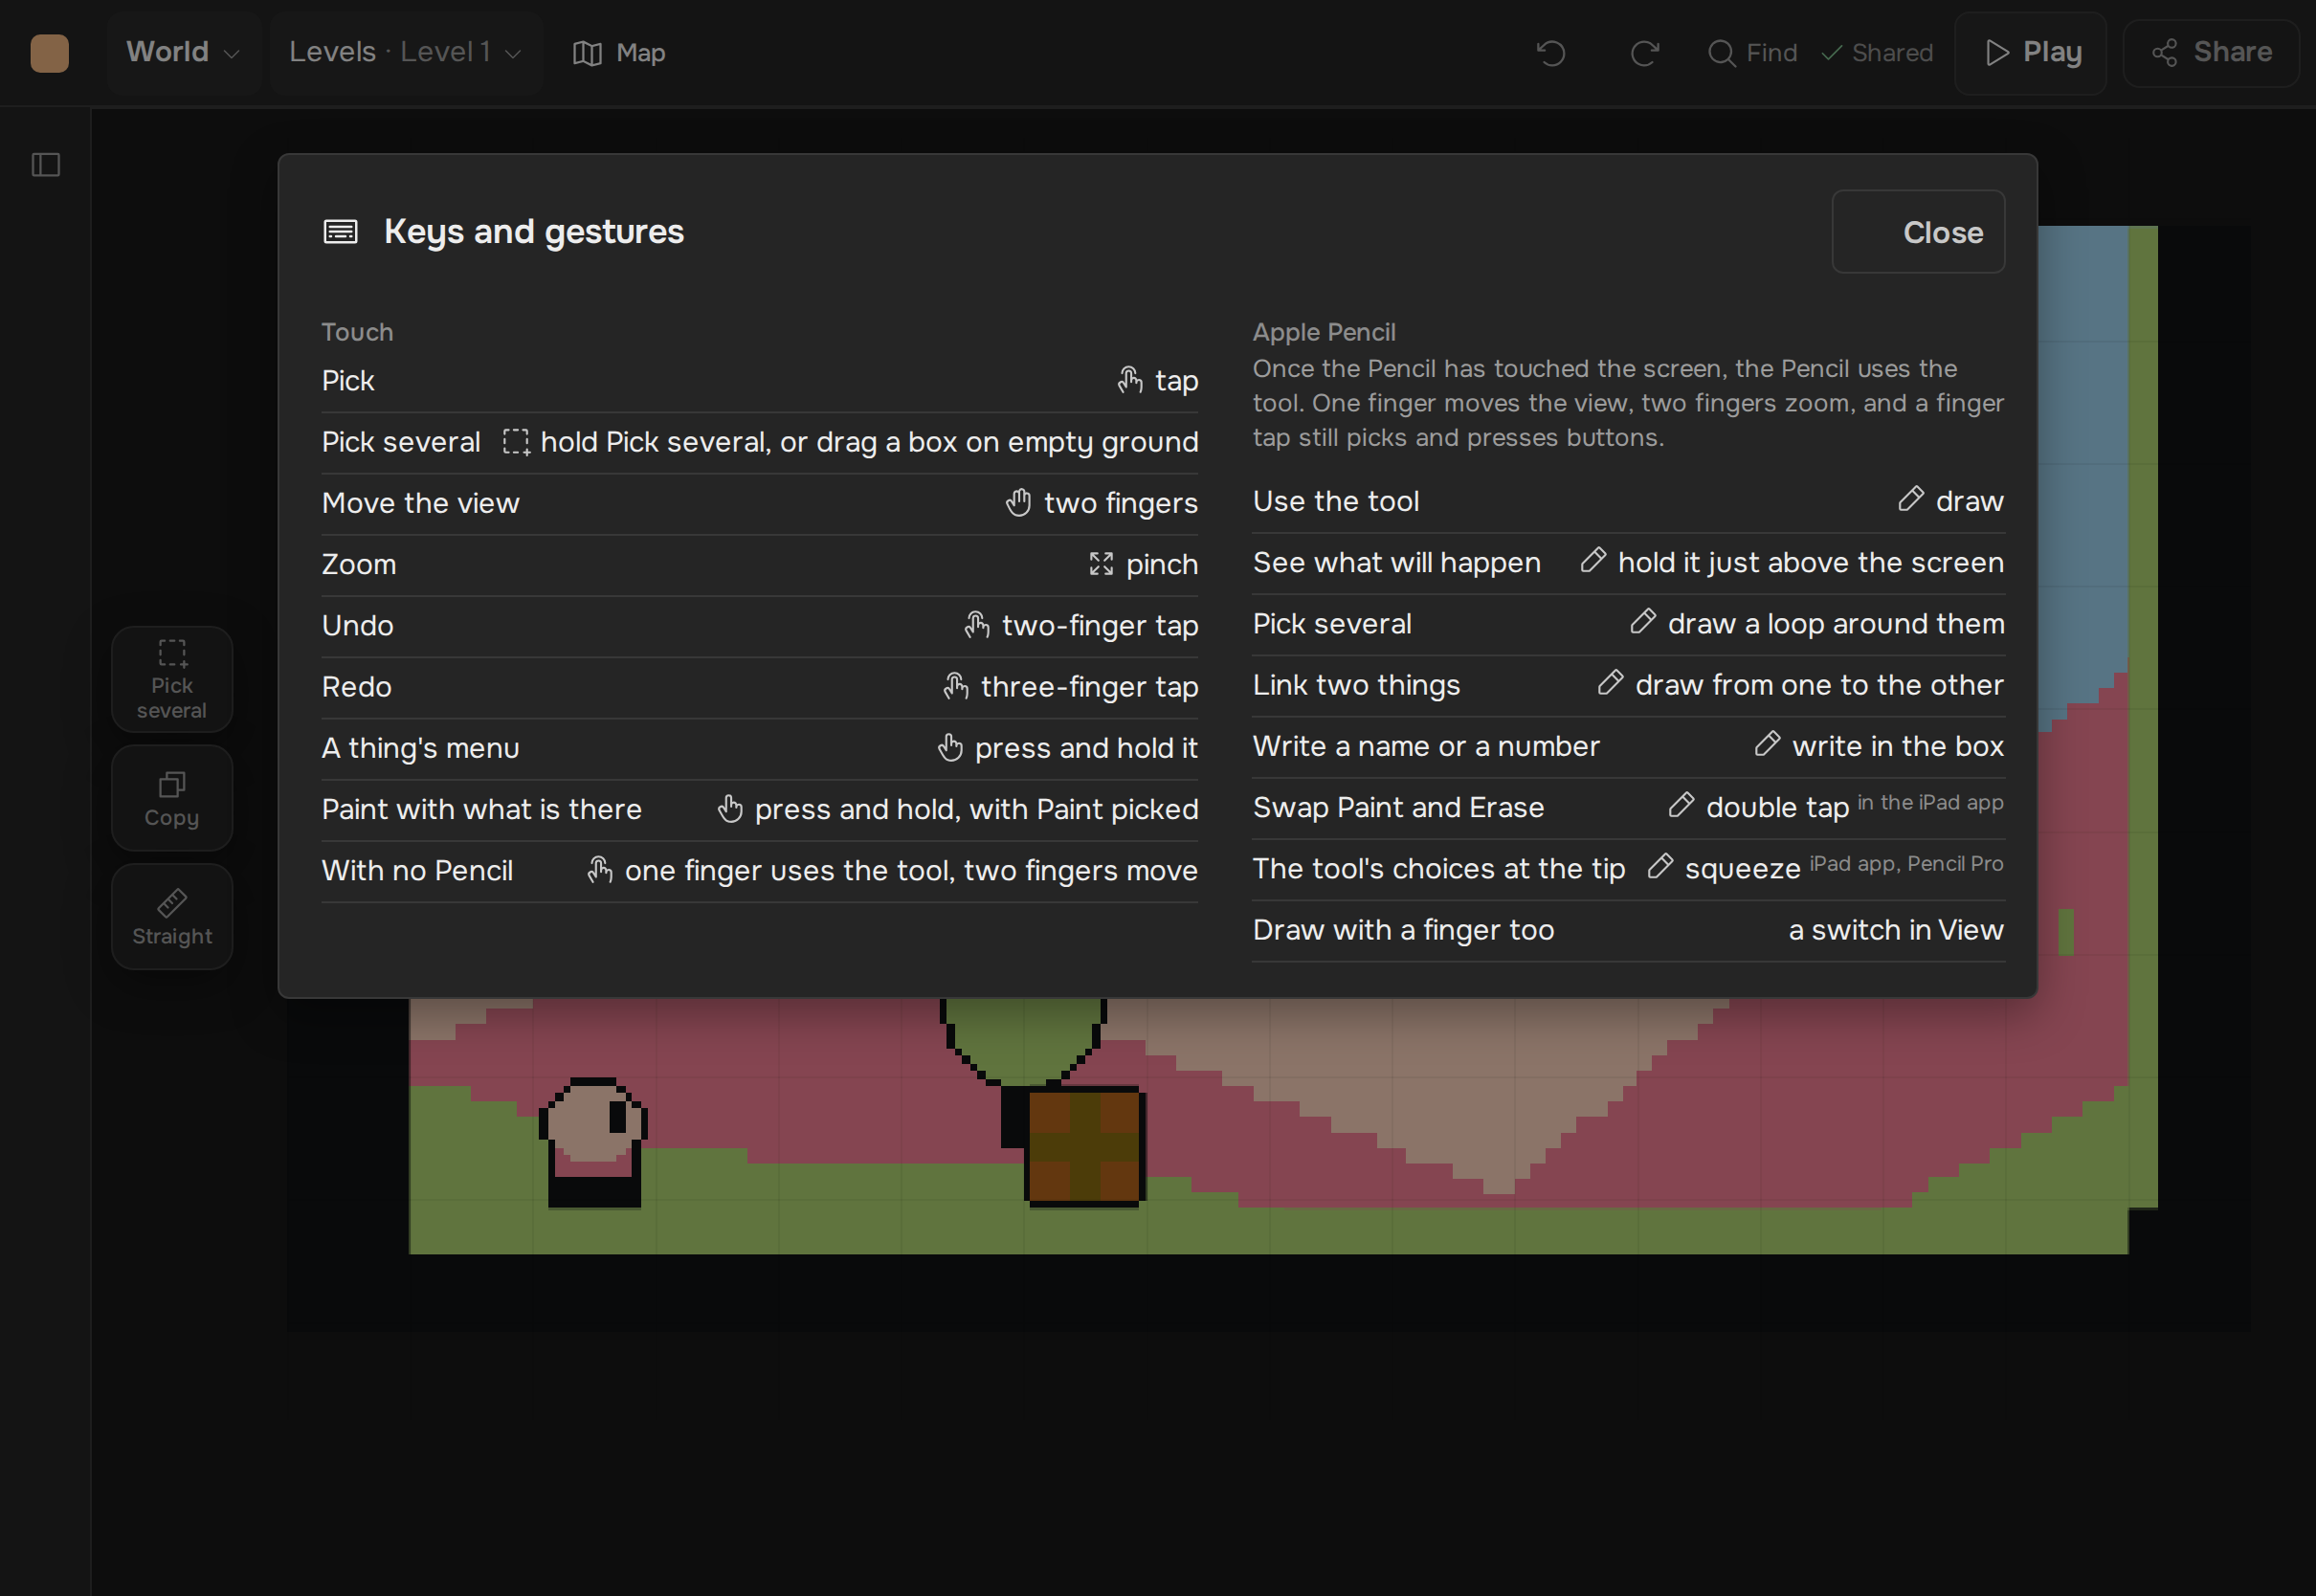 World
Levels · Level 1
Map
Find
Shared
Play
Share
Keys and gestures
Close
Touch
Pick tap
Pick several hold Pick several, or drag a box on empty ground
Move the view two fingers
Zoom pinch
Undo two-finger tap
Redo three-finger tap
A thing's menu press and hold it
Paint with what is there press and hold, with Paint picked
With no Pencil one finger uses the tool, two fingers move
Apple Pencil
Once the Pencil has touched the screen, the Pencil uses the
tool. One finger moves the view, two fingers zoom, and a finger
tap still picks and presses buttons.
Use the tool draw
See what will happen hold it just above the screen
Pick several draw a loop around them
Link two things draw from one to the other
Write a name or a number write in the box
Swap Paint and Erase double tap in the iPad app
The tool's choices at the tip squeeze iPad app, Pencil Pro
Draw with a finger too a switch in View
Pick
several
Copy
Straight